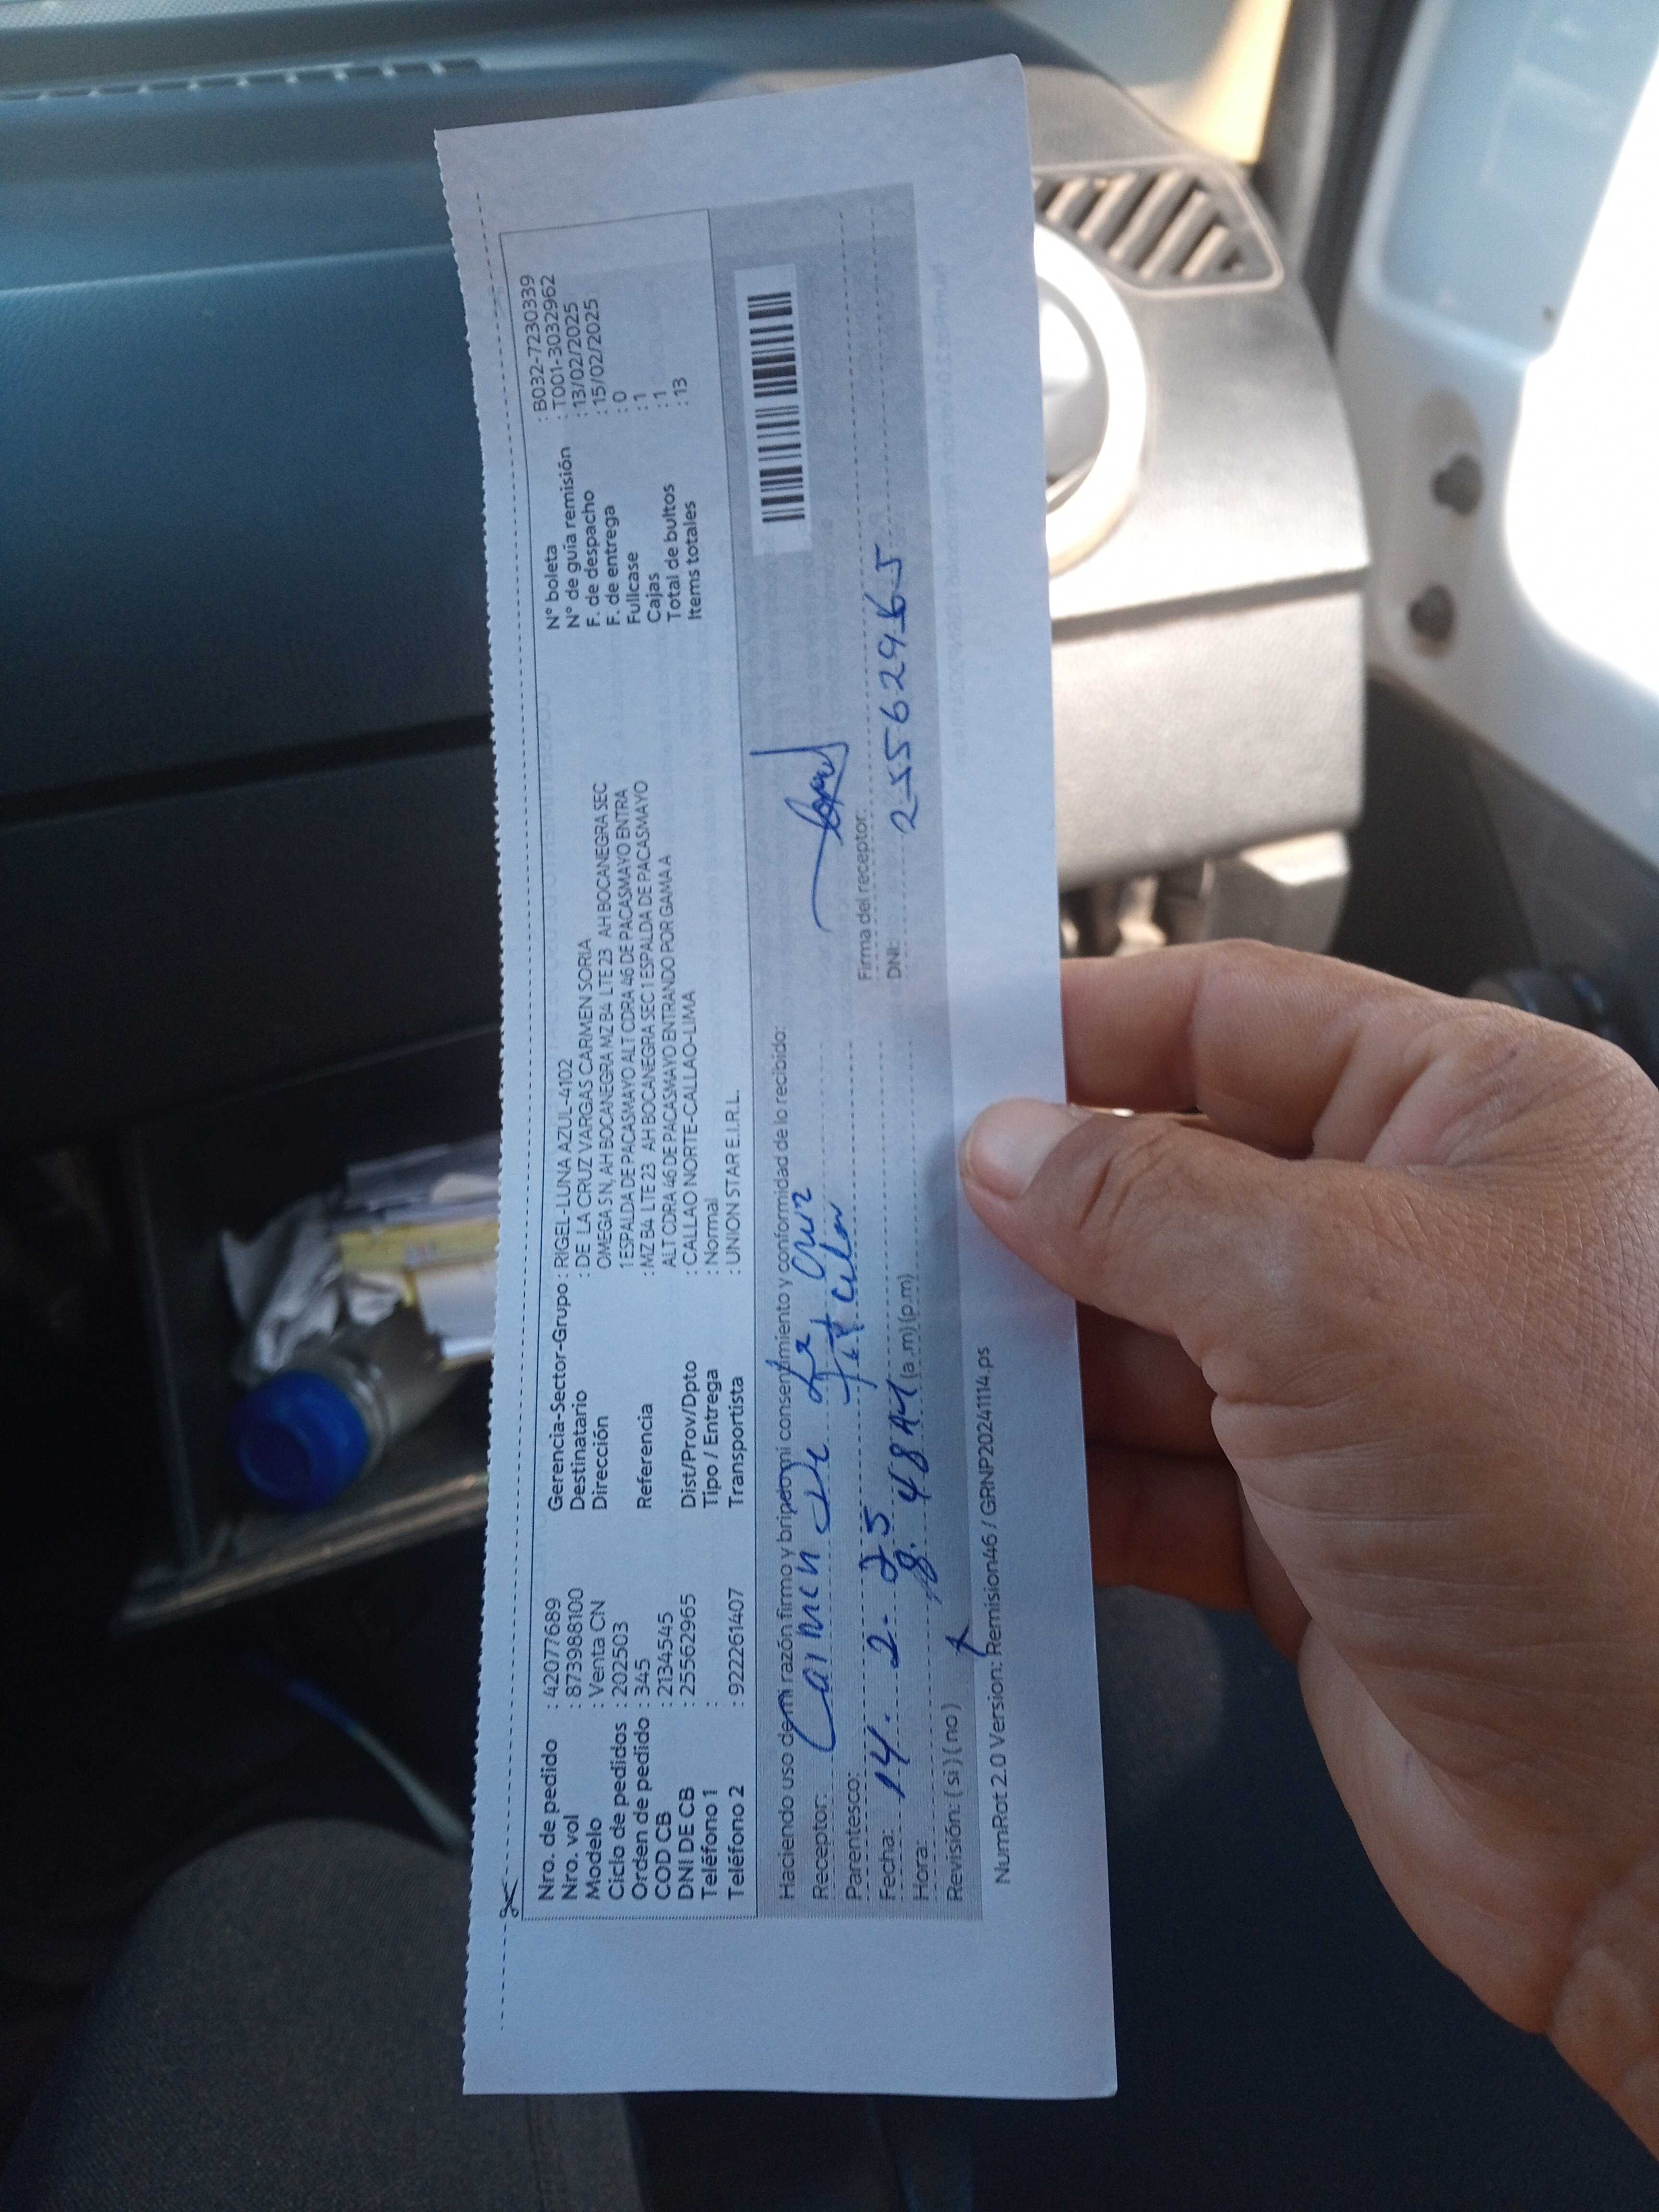 Nro. de pedido : 42077689
Nro. vol : 8739988100
Modelo : Venta CN
Ciclo de pedidos : 202503
Orden de pedido : 345
COD CB : 2134545
DNI DE CB : 25562965
Teléfono 1 :
Teléfono 2 : 922261407
Gerencia-Sector-Grupo : RIGEL-LUNA AZUL-4102
Destinatario : DE LA CRUZ VARGAS CARMEN SORIA
Dirección OMEGA S N, AH BOCANEGRA MZ B4 LTE 23 AH BOCANEGRA SEC
1 ESPALDA DE PACASMAYO ALT CDRA 46 DE PACASMAYO ENTRA
Referencia : MZ B4 LTE 23 AH BOCANEGRA SEC 1 ESPALDA DE PACASMAYO
ALT CDRA 46 DE PACASMAYO ENTRANDO POR GAMA A
Dist/Prov/Dpto : CALLAO NORTE-CALLAO-LIMA
Tipo / Entrega : Normal
Transportista : UNION STAR E.I.R.L.
N° boleta : B032-7230339
N° de guía remisión : T001-3032962
F. de despacho : 13/02/2025
F. de entrega : 15/02/2025
Fullcase : 0
Cajas : 1
Total de bultos : 1
Items totales : 13
Haciendo uso de mi razón firmo y brindo mi consentimiento y conformidad de lo recibido:
Receptor: Carmen De La Cruz
Parentesco: Titular
Fecha: 14. 2. 25
Hora: 8. 48 AM (a.m) (p.m)
Revisión: ( si ) ( no )
Firma del receptor:
DNI: 25562965
NumRot 2.0 Version: Remision46 / GRNP20241114.ps